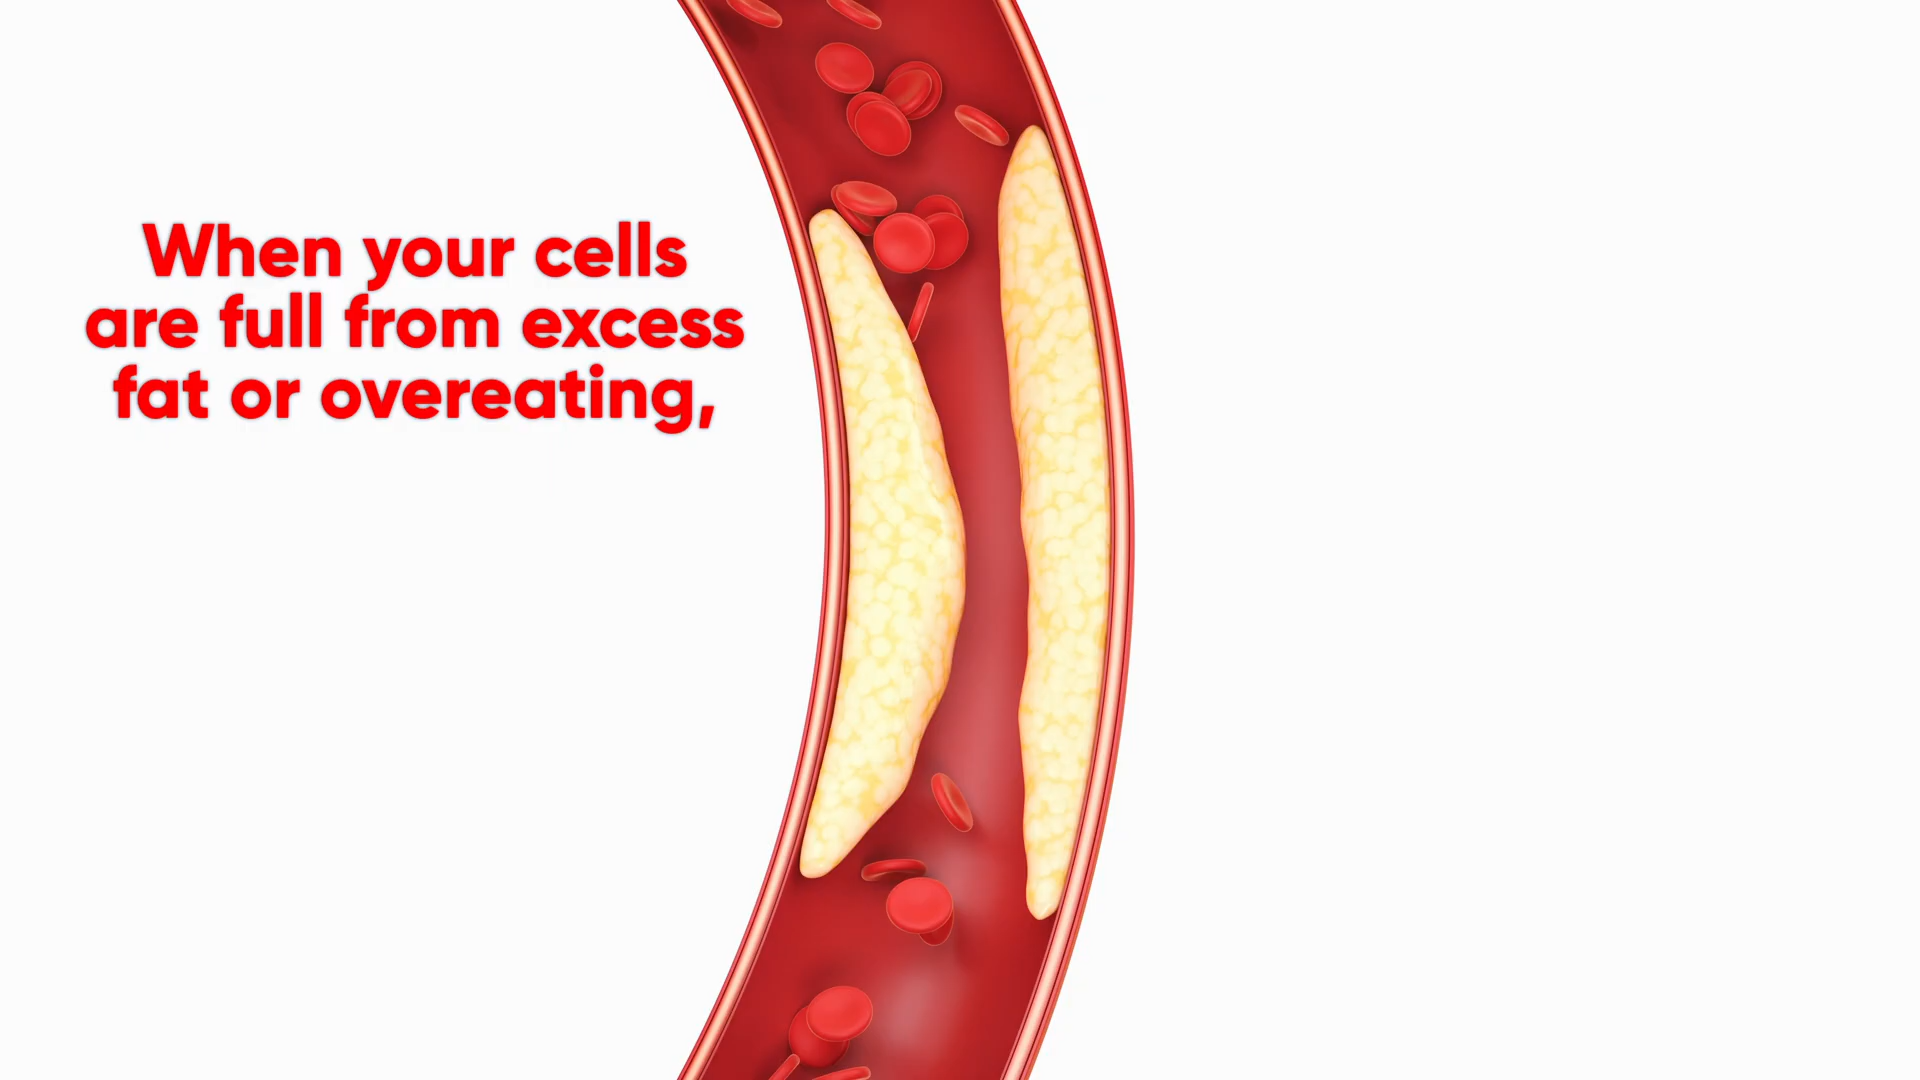 When your cells
are full from excess
fat or overeating,